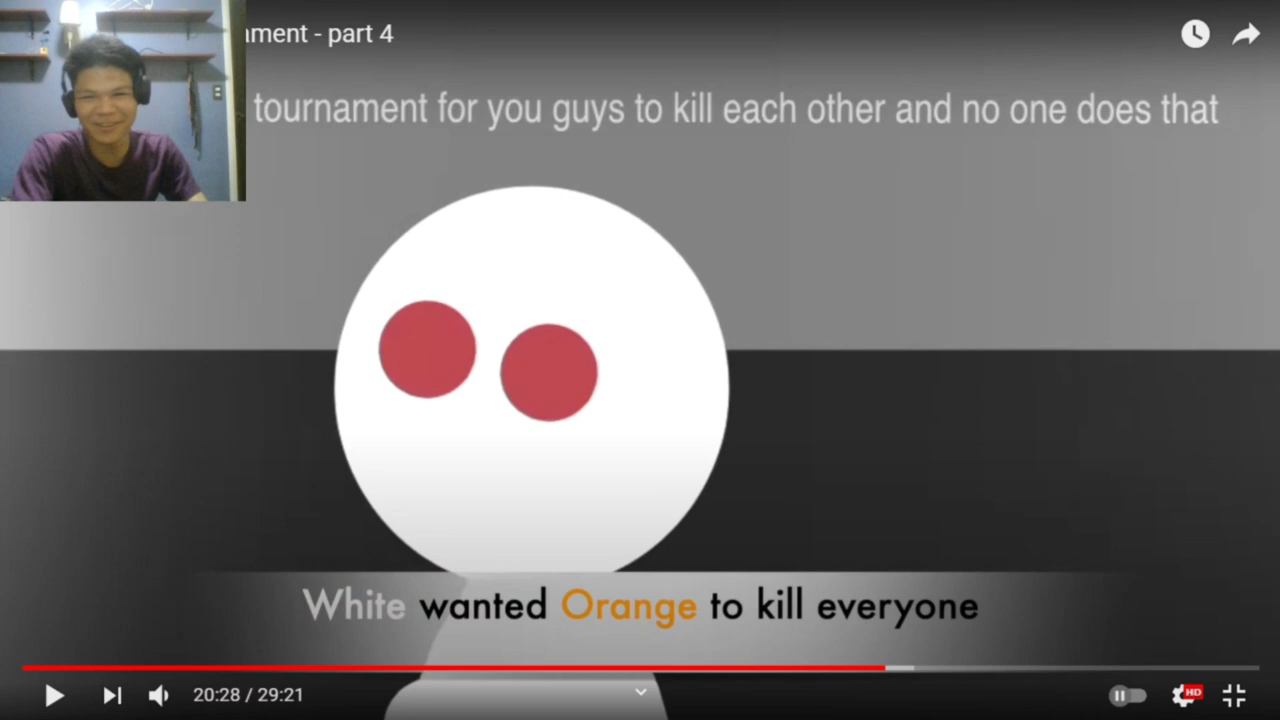 ament - part 4
tournament for you guys to kill each other and no one does that
White wanted Orange to kill everyone
20:28 / 29:21
HD